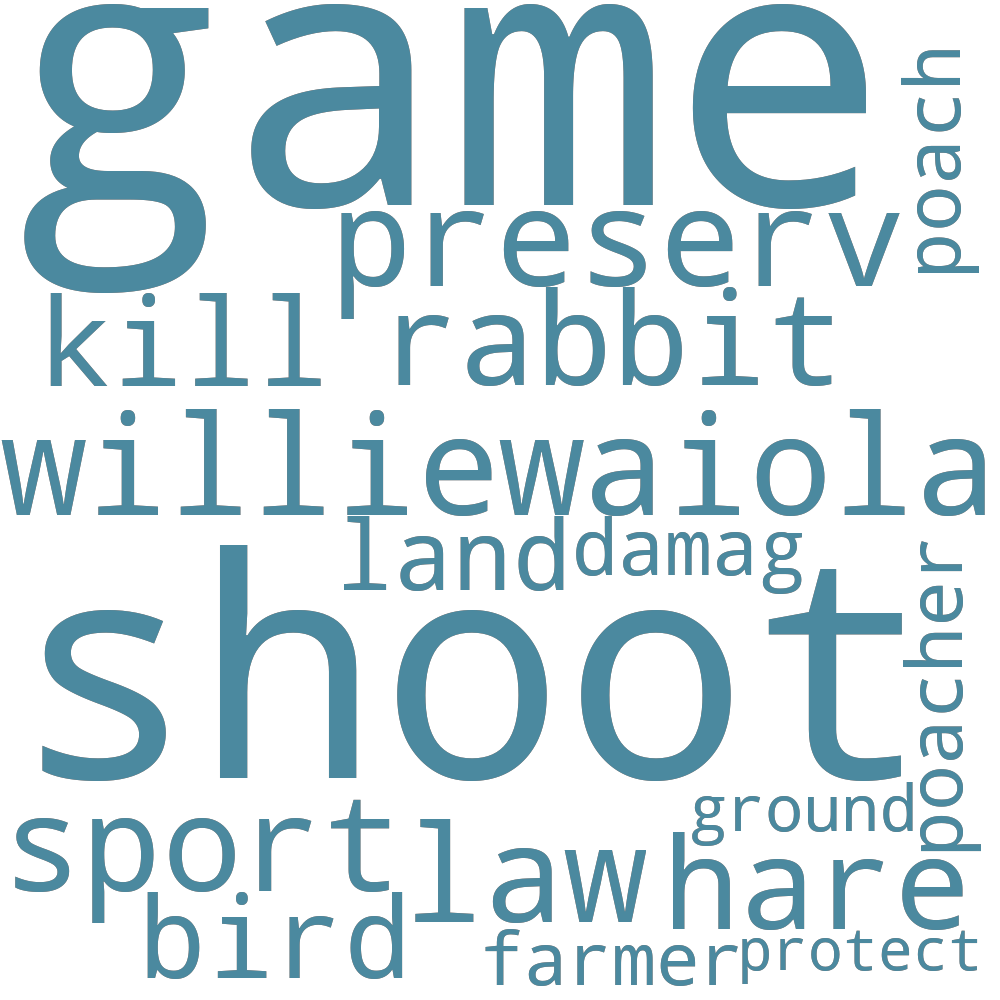 game
poach
preserv
kill rabbit
williewaiola
land damag
shoot
poacher
ground
sport law hare
bird farmer protect